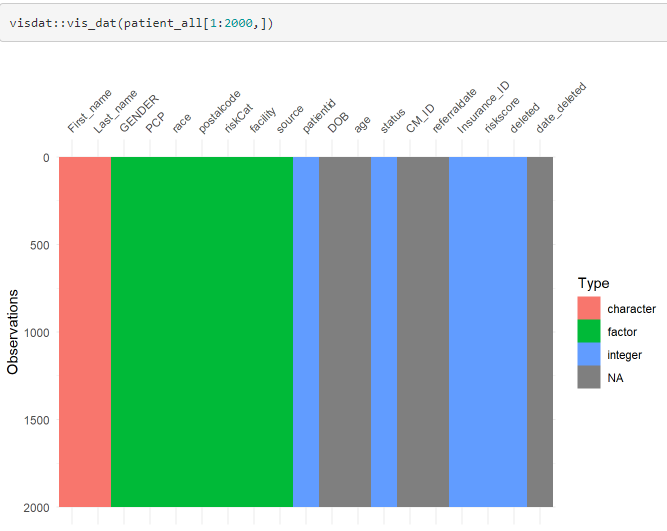 visdat::vis_dat(patient_all[1:2000,])
First_name
Last_name
GENDER
PCP
race
postalcode
riskCat
facility
source
patientid
DOB
age
status
CM_ID
referraldate
Insurance_ID
riskscore
deleted
date_deleted
0
500
1000
1500
2000
Observations
Type
character
factor
integer
NA